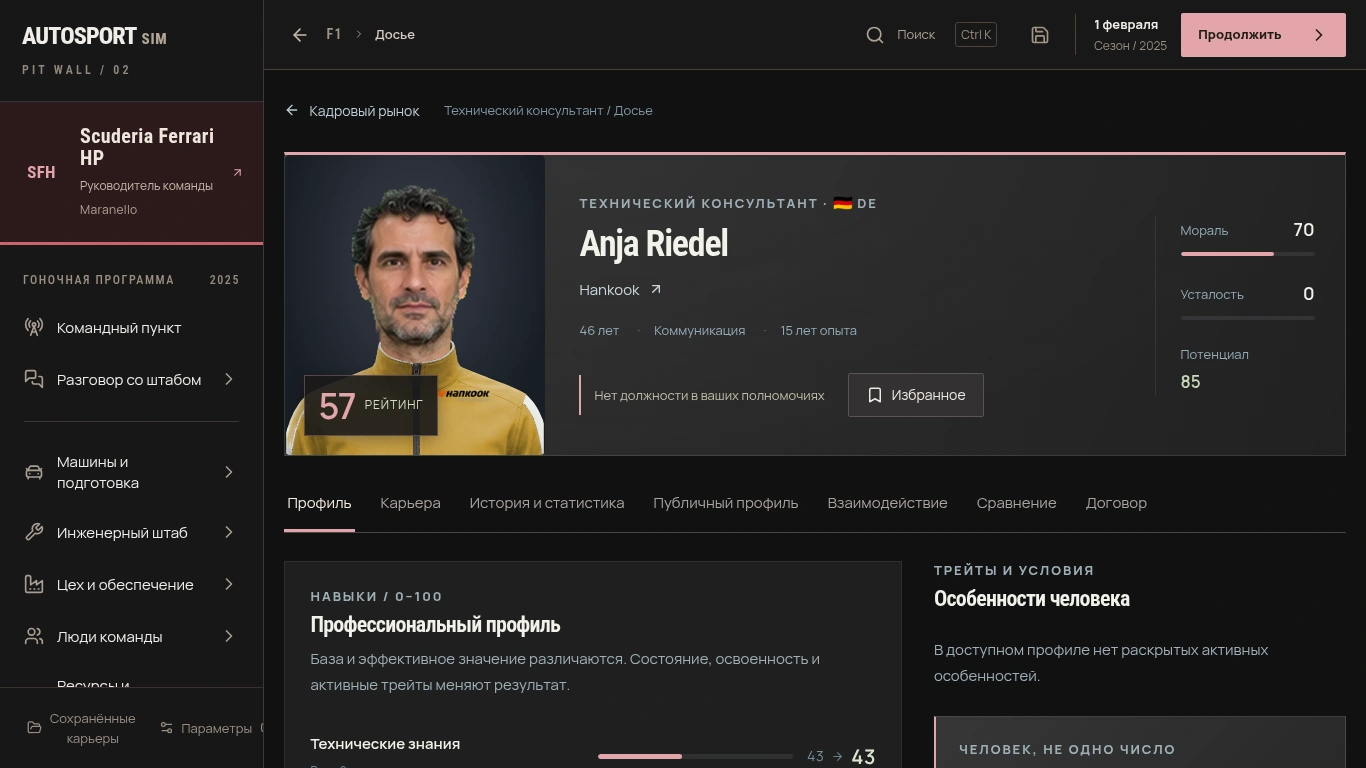 AUTOSPORT SIM
PIT WALL / 02
SFH
Scuderia Ferrari HP
Руководитель команды
Maranello
ГОНОЧНАЯ ПРОГРАММА 2025
Командный пункт
Разговор со штабом
Машины и
подготовка
Инженерный штаб
Цех и обеспечение
Люди команды
Ресурсы и
Сохранённые
карьеры
Параметры
F1 > Досье
Поиск Ctrl K
1 февраля
Сезон / 2025
Продолжить
Кадровый рынок
Технический консультант / Досье
hankook
57 РЕЙТИНГ
ТЕХНИЧЕСКИЙ КОНСУЛЬТАНТ · 🇩🇪 DE
Anja Riedel
Hankook
46 лет · Коммуникация · 15 лет опыта
Нет должности в ваших полномочиях
Избранное
Мораль 70
Усталость 0
Потенциал
85
Профиль Карьера История и статистика Публичный профиль Взаимодействие Сравнение Договор
НАВЫКИ / 0–100
Профессиональный профиль
База и эффективное значение различаются. Состояние, освоенность и
активные трейты меняют результат.
Технические знания
43 → 43
ТРЕЙТЫ И УСЛОВИЯ
Особенности человека
В доступном профиле нет раскрытых активных
особенностей.
ЧЕЛОВЕК, НЕ ОДНО ЧИСЛО